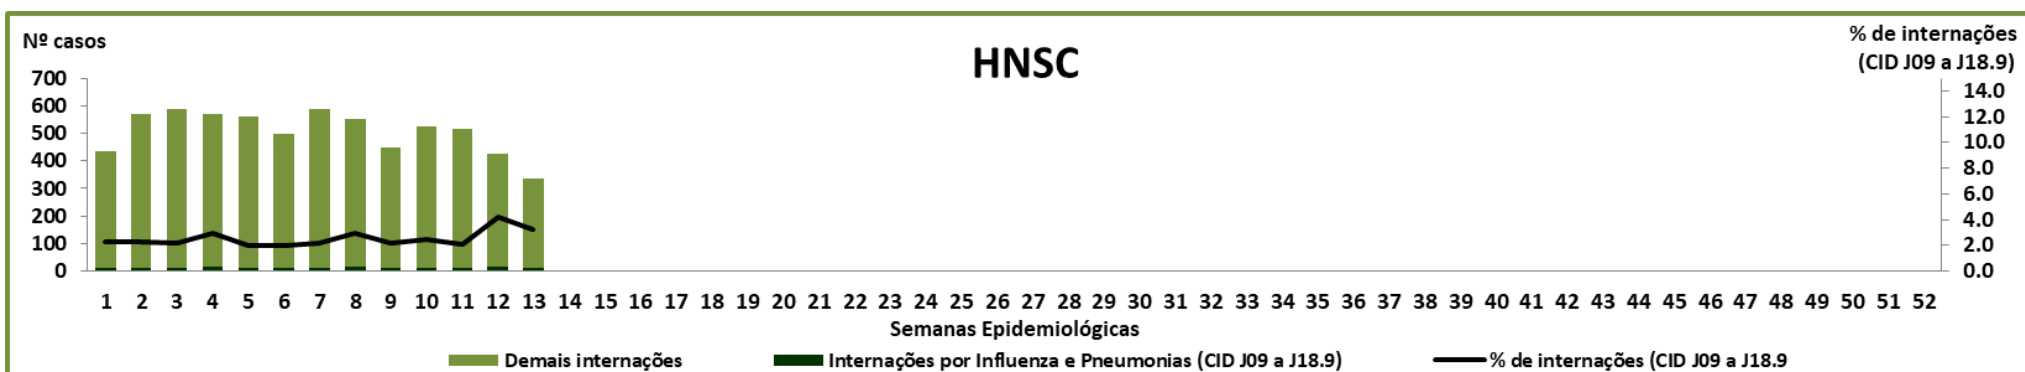 Nº casos
HNSC
% de internações
(CID J09 a J18.9)
700
600
500
400
300
200
100
0
14.0
12.0
10.0
8.0
6.0
4.0
2.0
0.0
1 2 3 4 5 6 7 8 9 10 11 12 13 14 15 16 17 18 19 20 21 22 23 24 25 26 27 28 29 30 31 32 33 34 35 36 37 38 39 40 41 42 43 44 45 46 47 48 49 50 51 52
Semanas Epidemiológicas
Demais internações Internações por Influenza e Pneumonias (CID J09 a J18.9) % de internações (CID J09 a J18.9